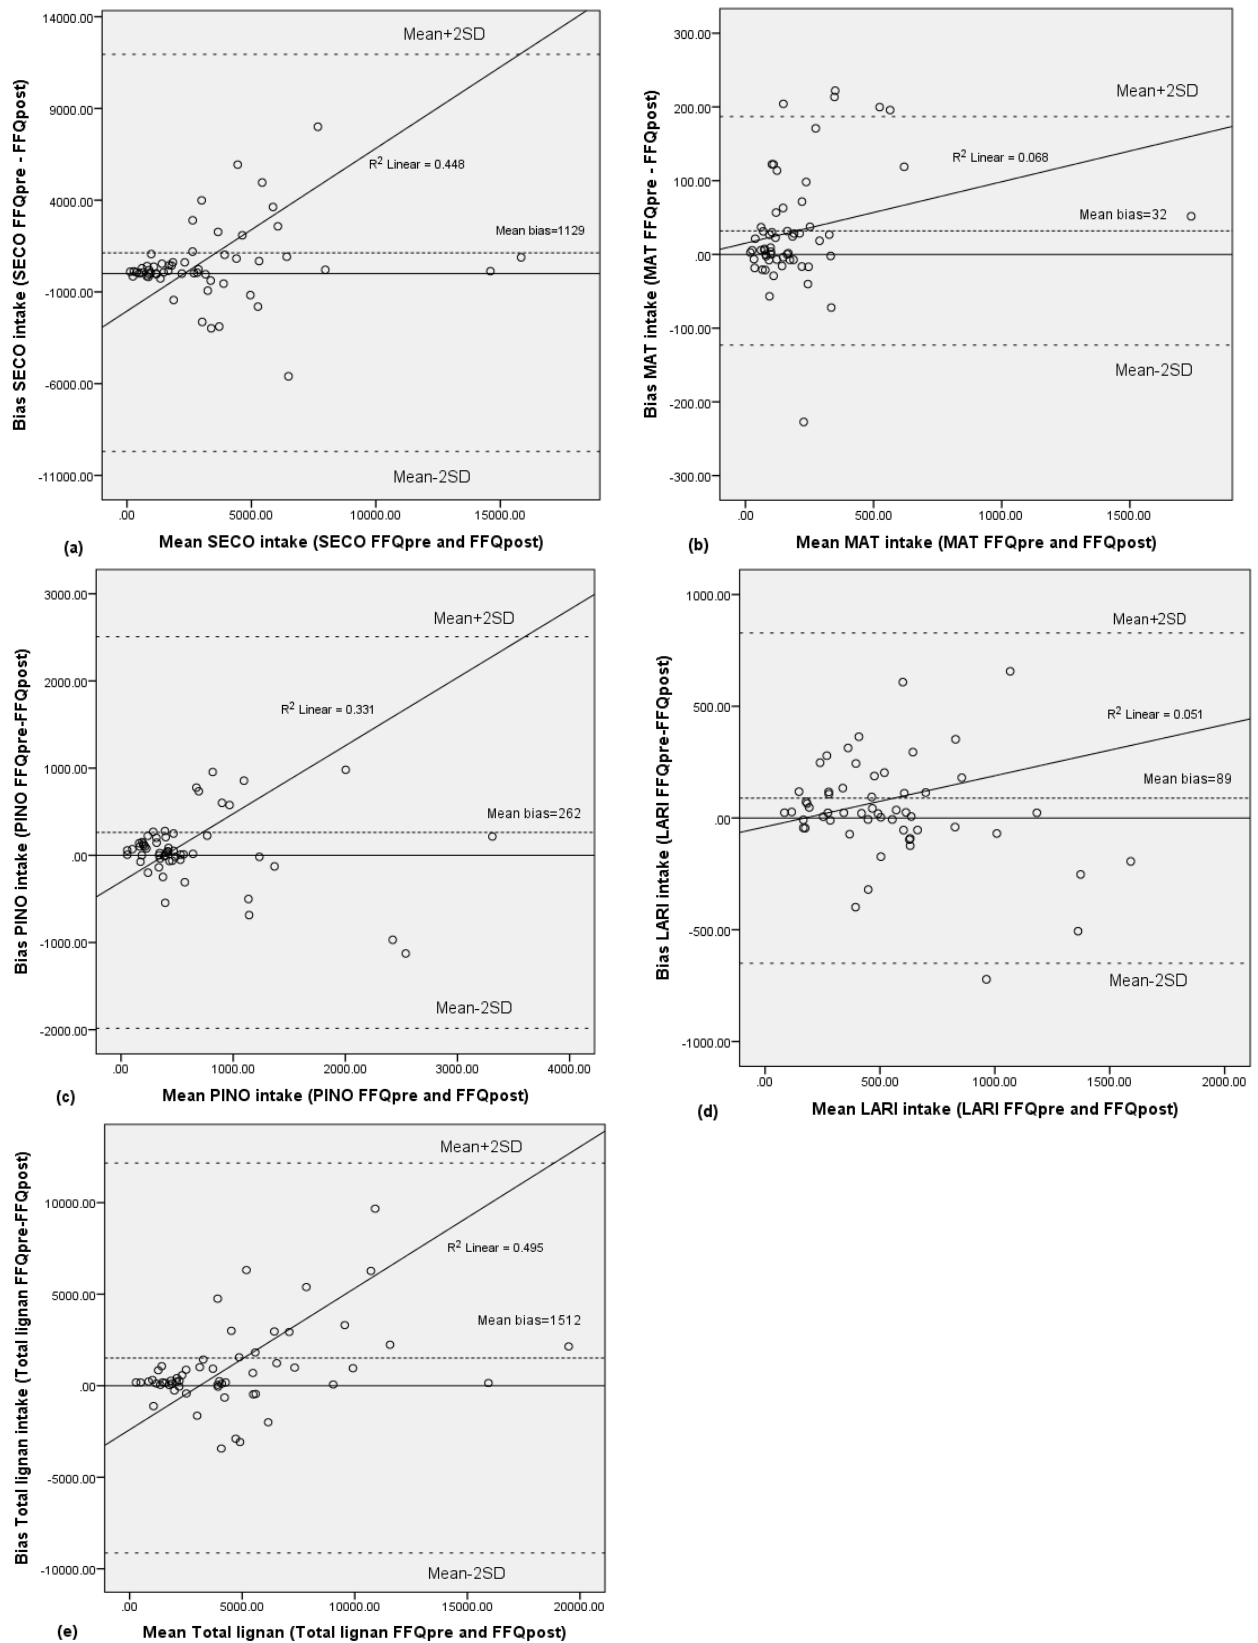 Bias SECO intake (SECO FFQpre - FFQpost)
14000.00
9000.00
4000.00
-1000.00
-6000.00
-11000.00
Mean+2SD
R2 Linear = 0.448
Mean bias=1129
Mean-2SD
.00 5000.00 10000.00 15000.00
Mean SECO intake (SECO FFQpre and FFQpost)
(a)
Bias MAT intake (MAT FFQpre - FFQpost)
300.00
200.00
100.00
.00
-100.00
-200.00
-300.00
Mean+2SD
R2 Linear = 0.068
Mean bias=32
Mean-2SD
.00 500.00 1000.00 1500.00
Mean MAT intake (MAT FFQpre and FFQpost)
(b)
Bias PINO intake (PINO FFQpre-FFQpost)
3000.00
2000.00
1000.00
.00
-1000.00
-2000.00
Mean+2SD
R2 Linear = 0.331
Mean bias=262
Mean-2SD
.00 1000.00 2000.00 3000.00 4000.00
Mean PINO intake (PINO FFQpre and FFQpost)
(c)
Bias LARI intake (LARI FFQpre-FFQpost)
1000.00
500.00
.00
-500.00
-1000.00
Mean+2SD
R2 Linear = 0.051
Mean bias=89
Mean-2SD
.00 500.00 1000.00 1500.00 2000.00
Mean LARI intake (LARI FFQpre and FFQpost)
(d)
Bias Total lignan intake (Total lignan FFQpre-FFQpost)
10000.00
5000.00
.00
-5000.00
-10000.00
Mean+2SD
R2 Linear = 0.495
Mean bias=1512
Mean-2SD
.00 5000.00 10000.00 15000.00 20000.00
Mean Total lignan (Total lignan FFQpre and FFQpost)
(e)